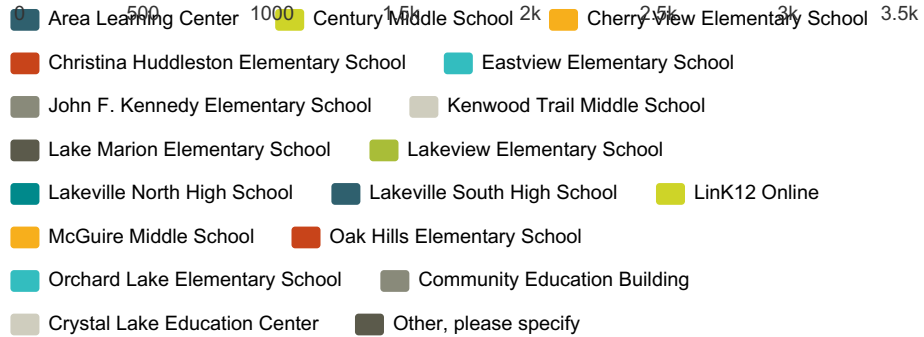 0 500 1000 1.5k 2k 2.5k 3k 3.5k
Area Learning Center Century Middle School Cherry View Elementary School
Christina Huddleston Elementary School Eastview Elementary School
John F. Kennedy Elementary School Kenwood Trail Middle School
Lake Marion Elementary School Lakeview Elementary School
Lakeville North High School Lakeville South High School LinK12 Online
McGuire Middle School Oak Hills Elementary School
Orchard Lake Elementary School Community Education Building
Crystal Lake Education Center Other, please specify